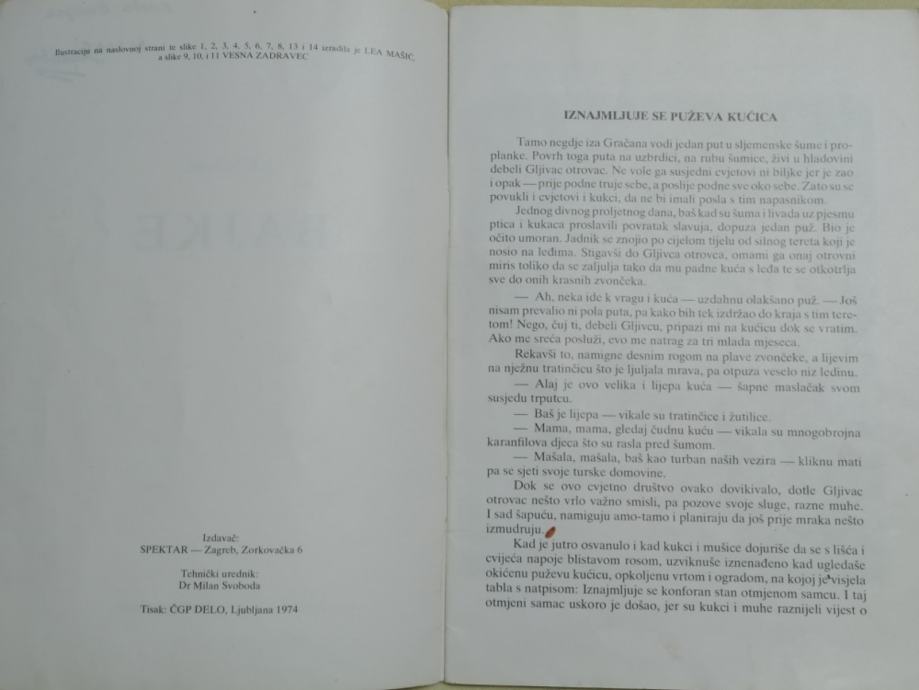 Ilustraciju na naslovnoj strani te slike 1, 2, 3, 4, 5, 6, 7, 8, 13 i 14 izradila je LEA MAŠIĆ,
a slike 9, 10, i 11 VESNA ZADRAVEC
Izdavač:
SPEKTAR — Zagreb, Zorkovačka 6
Tehnički urednik:
Dr Milan Svoboda
Tisak: ČGP DELO, Ljubljana 1974
IZNAJMLJUJE SE PUŽEVA KUĆICA
Tamo negdje iza Gračana vodi jedan put u sljemenske šume i pro-
planke. Povrh toga puta na uzbrdici, na rubu šumice, živi u hladovini
debeli Gljivac otrovac. Ne vole ga susjedni cvjetovi ni biljke jer je zao
i opak — prije podne truje sebe, a poslije podne sve oko sebe. Zato su se
povukli i cvjetovi i kukci, da ne bi imali posla s tim napasnikom.
Jednog divnog proljetnog dana, baš kad su šuma i livada uz pjesmu
ptica i kukaca proslavili povratak slavuja, dopuza jedan puž. Bio je
očito umoran. Jadnik se znojio po cijelom tijelu od silnog tereta koji je
nosio na leđima. Stigavši do Gljivca otrovca, omami ga onaj otrovni
miris toliko da se zaljulja tako da mu padne kuća s leđa te se otkotrlja
sve do onih krasnih zvončeka.
— Ah, neka ide k vragu i kuća — uzdahnu olakšano puž. — Još
nisam prevalio ni pola puta, pa kako bih tek izdržao do kraja s tim tere-
tom! Nego, čuj ti, debeli Gljivcu, pripazi mi na kućicu dok se vratim.
Ako me sreća posluži, evo me natrag za tri mlada mjeseca.
Rekavši to, namigne desnim rogom na plave zvončeke, a lijevim
na nježnu tratinčicu što je ljuljala mrava, pa otpuza veselo niz ledinu.
— Alaj je ovo velika i lijepa kuća — šapne maslačak svom
susjedu trputcu.
— Baš je lijepa — vikale su tratinčice i žutilice.
— Mama, mama, gledaj čudnu kuću — vikala su mnogobrojna
karanfilova djeca što su rasla pred šumom.
— Mašala, mašala, baš kao turban naših vezira — kliknu mati
pa se sjeti svoje turske domovine.
Dok se ovo cvjetno društvo ovako dovikivalo, dotle Gljivac
otrovac nešto vrlo važno smisli, pa pozove svoje sluge, razne muhe.
I sad šapuću, namiguju amo-tamo i planiraju da još prije mraka nešto
izmudruju.
Kad je jutro osvanulo i kad kukci i mušice dojuriše da se s lišća i
cvijeća napoje blistavom rosom, uzviknuše iznenađeno kad ugledaše
okićenu puževu kućicu, opkoljenu vrtom i ogradom, na kojoj je visjela
tabla s natpisom: Iznajmljuje se konforan stan otmjenom samcu. I taj
otmjeni samac uskoro je došao, jer su kukci i muhe raznijeli vijest o